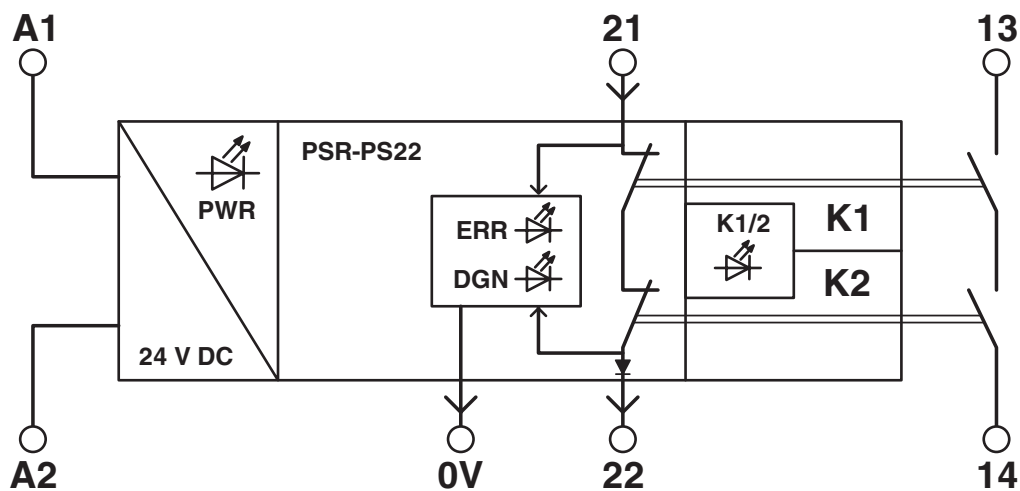 A1
21
13
PSR-PS22
PWR
ERR
DGN
K1/2
K1
K2
24 V DC
A2
0V
22
14